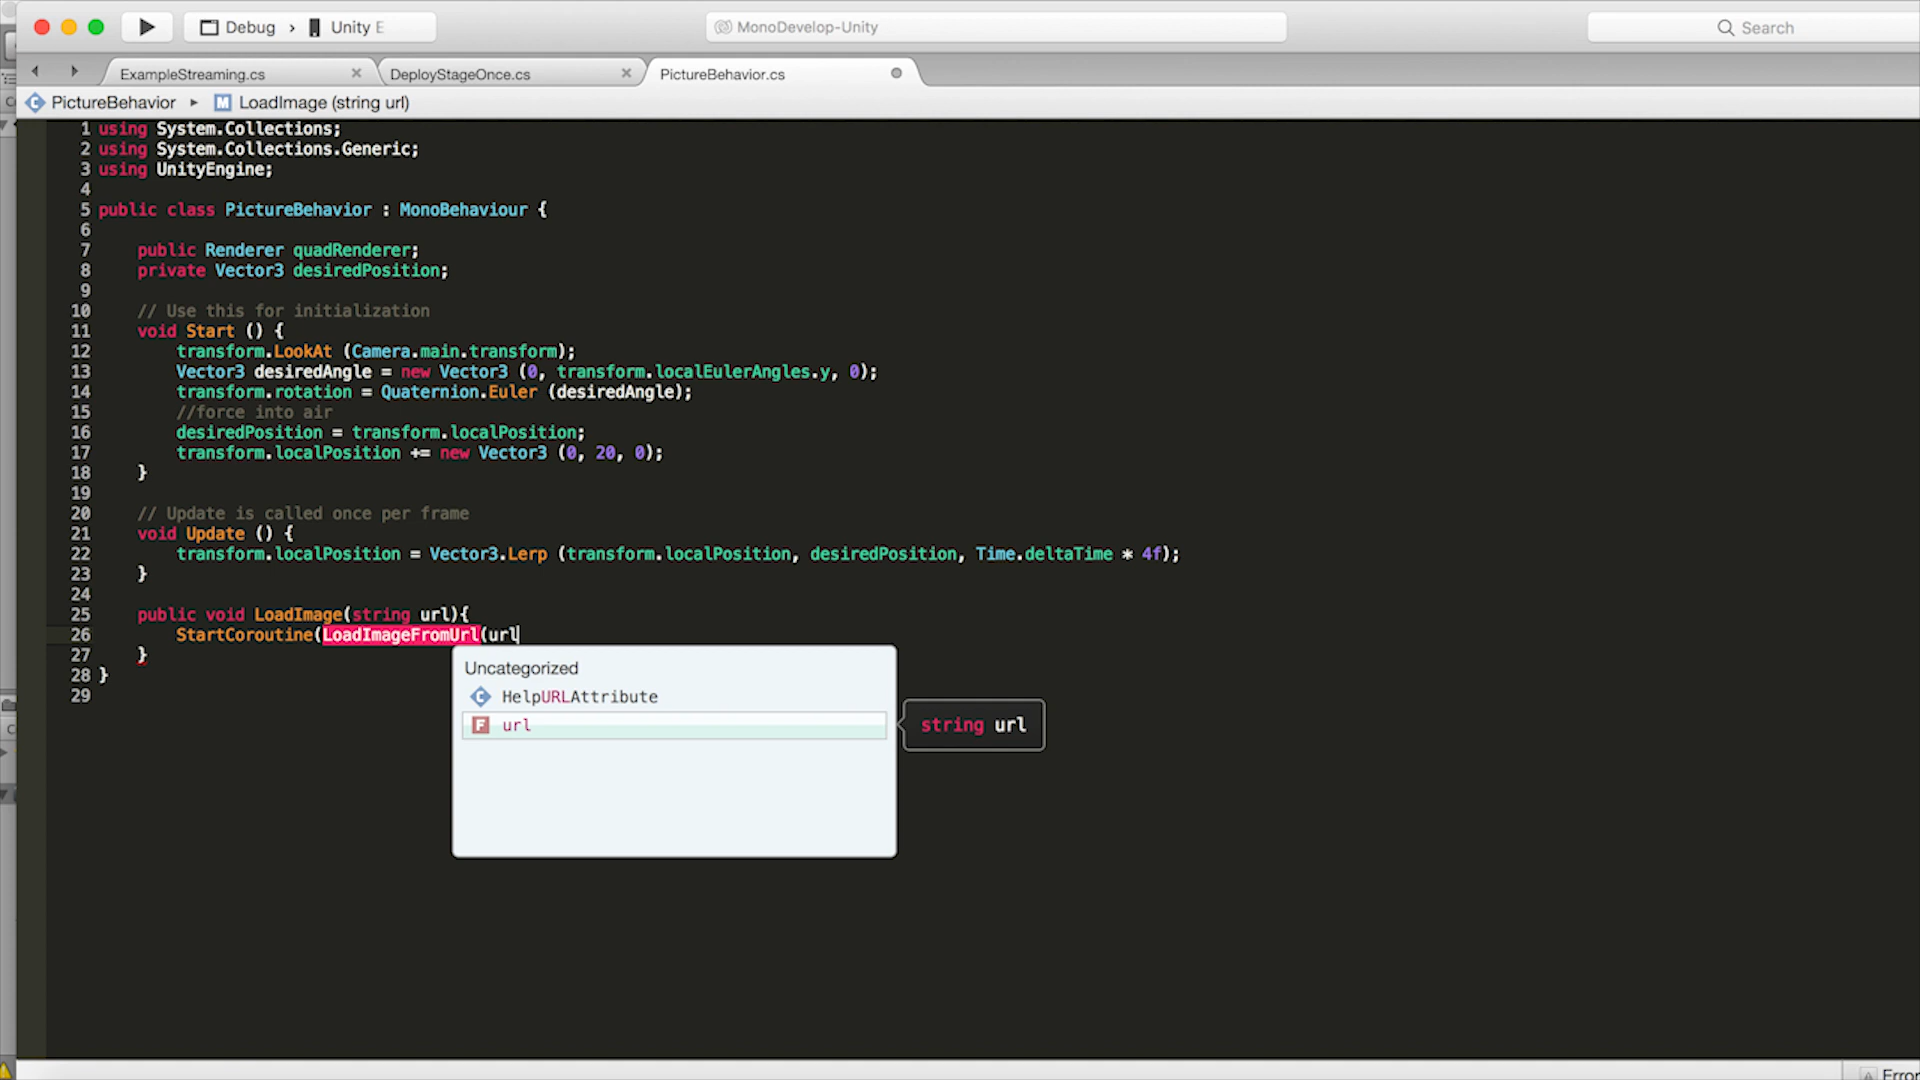 Debug › Unity E
MonoDevelop-Unity
Search
ExampleStreaming.cs
DeployStageOnce.cs
PictureBehavior.cs
PictureBehavior
LoadImage (string url)
1 using System.Collections;
2 using System.Collections.Generic;
3 using UnityEngine;
4
5 public class PictureBehavior : MonoBehaviour {
6
7 public Renderer quadRenderer;
8 private Vector3 desiredPosition;
9
10 // Use this for initialization
11 void Start () {
12 transform.LookAt (Camera.main.transform);
13 Vector3 desiredAngle = new Vector3 (0, transform.localEulerAngles.y, 0);
14 transform.rotation = Quaternion.Euler (desiredAngle);
15 //force into air
16 desiredPosition = transform.localPosition;
17 transform.localPosition += new Vector3 (0, 20, 0);
18 }
19
20 // Update is called once per frame
21 void Update () {
22 transform.localPosition = Vector3.Lerp (transform.localPosition, desiredPosition, Time.deltaTime * 4f);
23 }
24
25 public void LoadImage(string url){
26 StartCoroutine(LoadImageFromUrl(url
27 }
28 }
29
Uncategorized
C HelpURLAttribute
F url
string url
Error